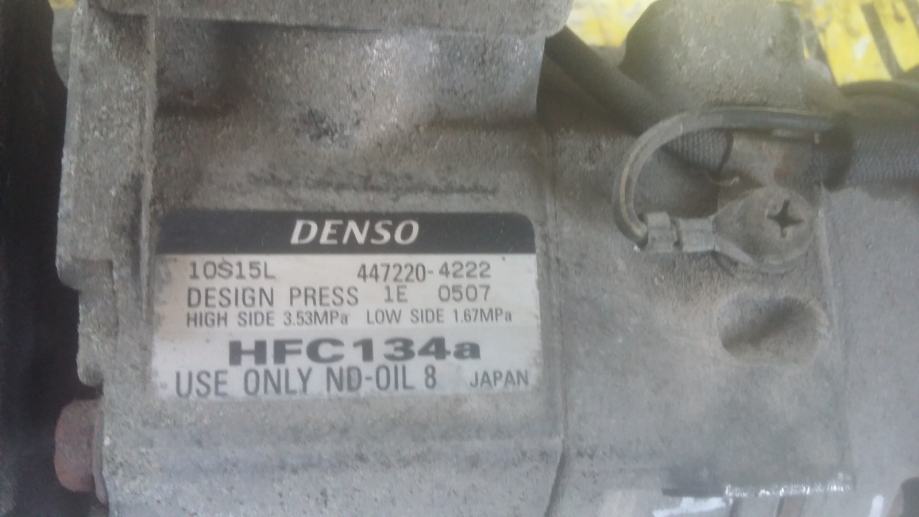 DENSO
10S15L 447220-4222
DESIGN PRESS 1E 0507
HIGH SIDE 3.53MPa LOW SIDE 1.67MPa
HFC134a
USE ONLY ND-OIL 8 JAPAN